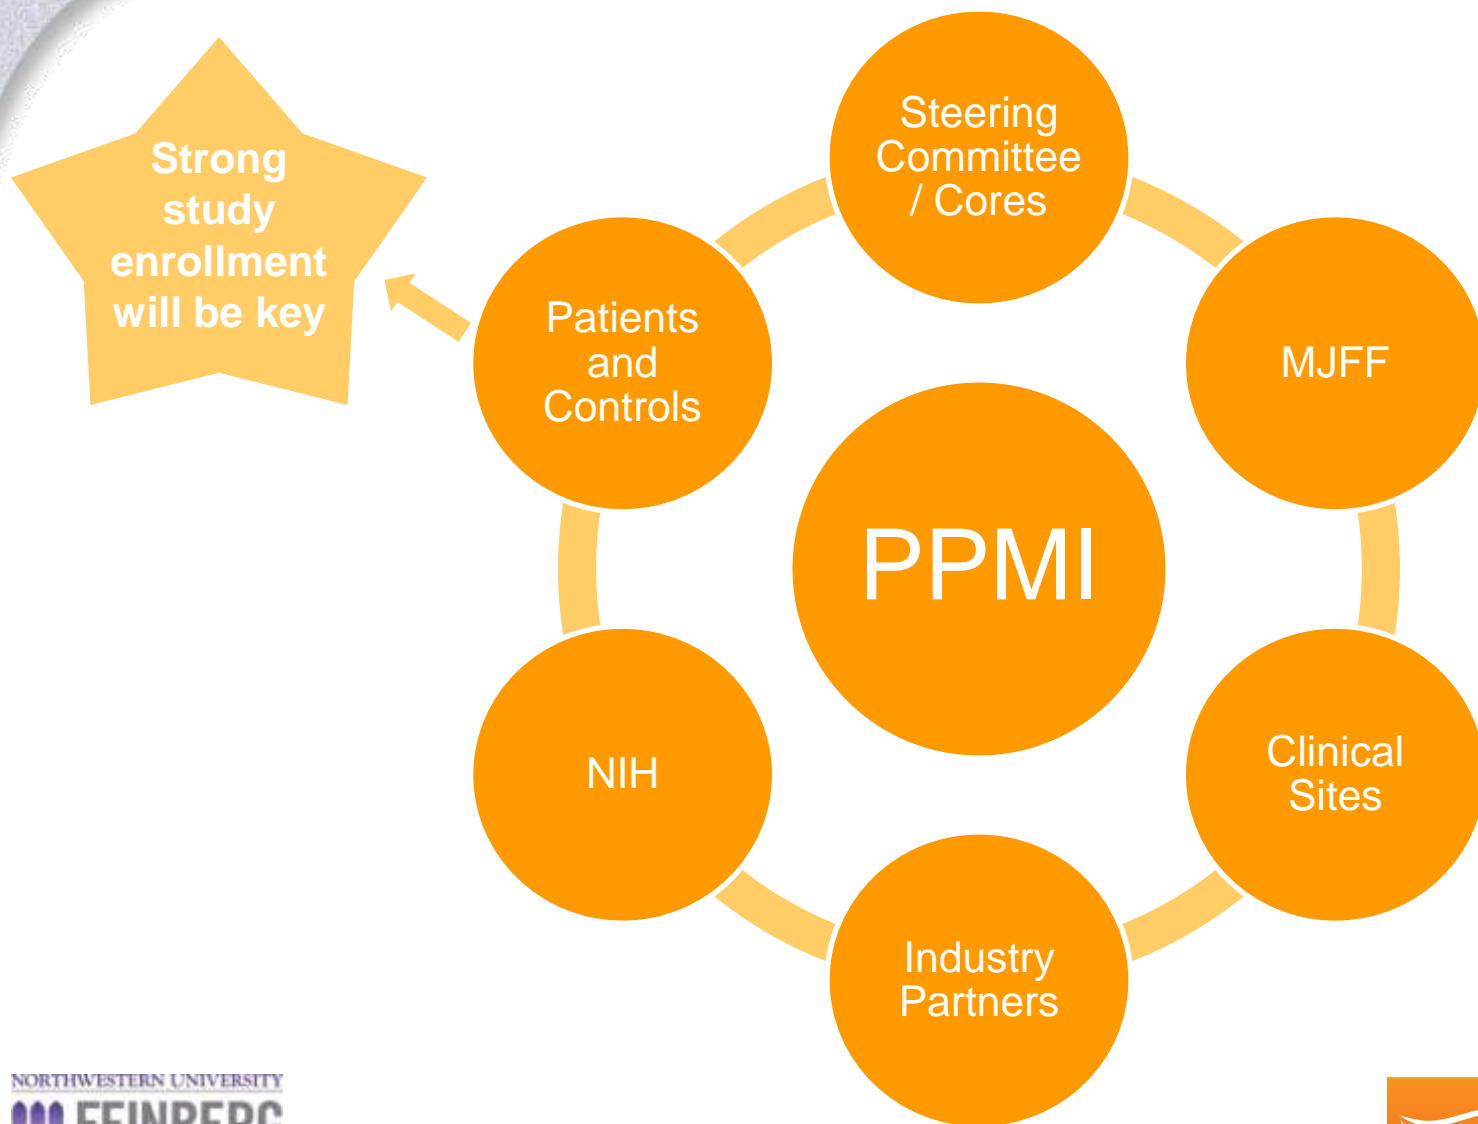 Strong
study
enrollment
will be key
Steering
Committee
/ Cores
Patients
and
Controls
MJFF
PPMI
NIH
Clinical
Sites
Industry
Partners
NORTHWESTERN UNIVERSITY
FEINBERG